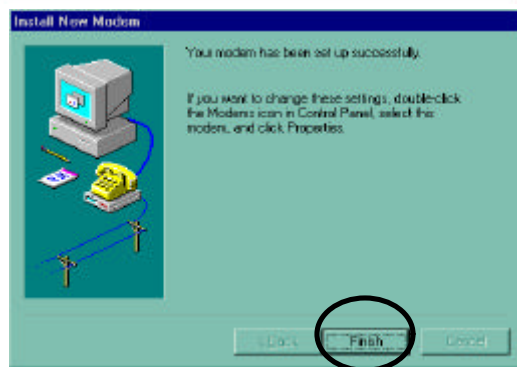 Install New Modem
Your modem has been set up successfully.
If you want to change these settings, double-click
the Modems icon in Control Panel, select this
modem, and click Properties.
< Back
Finish
Cancel